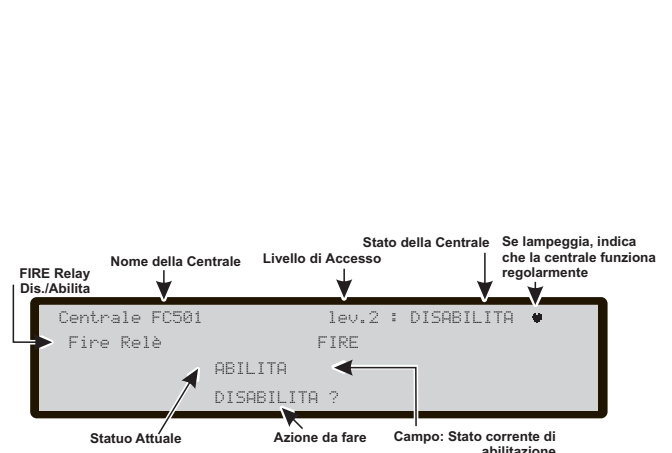 Stato della Centrale
Se lampeggia, indica
che la centrale funziona
regolarmente
Nome della Centrale
Livello di Accesso
FIRE Relay
Dis./Abilita
Centrale FC501 lev.2 : DISABILITA ♥
Fire Relè FIRE
ABILITA
DISABILITA ?
Statuo Attuale
Azione da fare
Campo: Stato corrente di
abilitazione